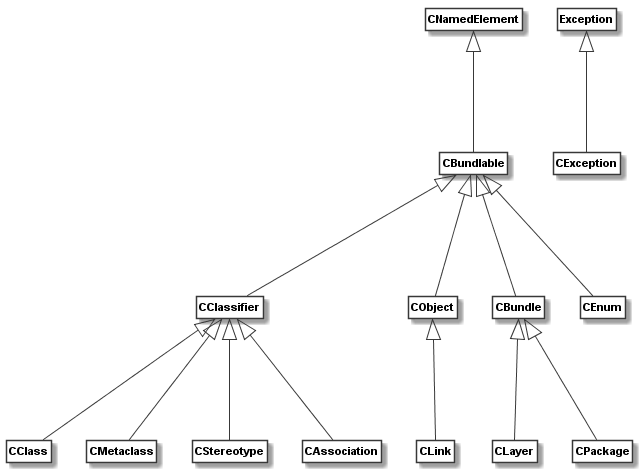 CNamedElement
Exception
CBundlable
CException
CClassifier
CObject
CBundle
CEnum
CClass
CMetaclass
CStereotype
CAssociation
CLink
CLayer
CPackage